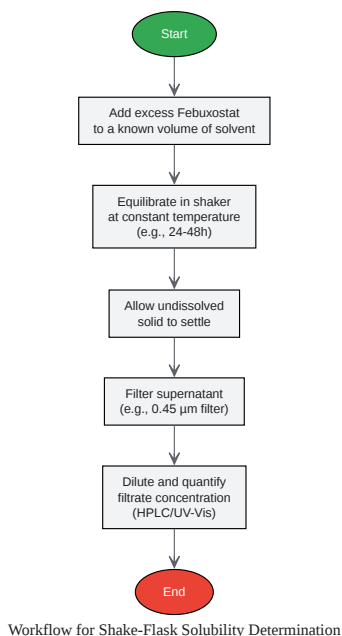 Start
Add excess Febuxostat
to a known volume of solvent
Equilibrate in shaker
at constant temperature
(e.g., 24-48h)
Allow undissolved
solid to settle
Filter supernatant
(e.g., 0.45 µm filter)
Dilute and quantify
filtrate concentration
(HPLC/UV-Vis)
End
Workflow for Shake-Flask Solubility Determination